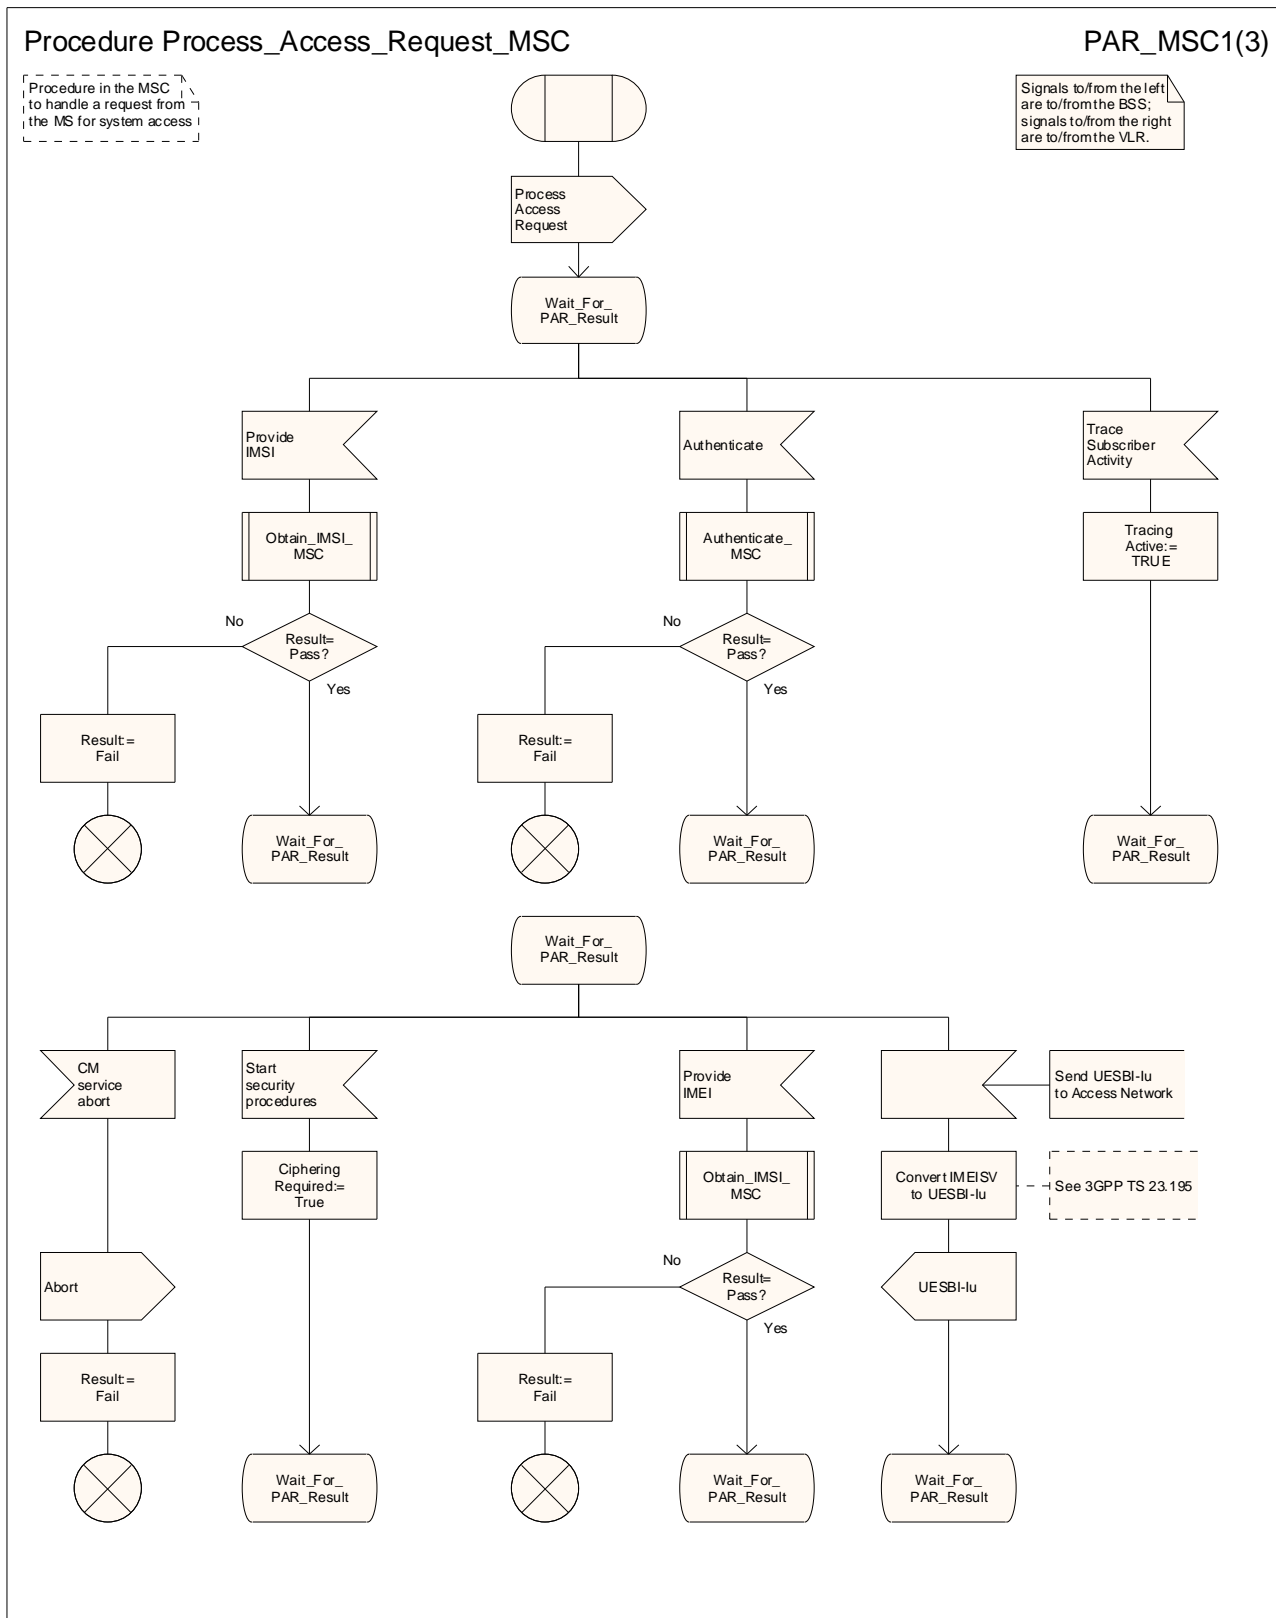 Procedure Process_Access_Request_MSC
PAR_MSC1(3)
Procedure in the MSC
to handle a request from
the MS for system access
Signals to/from the left
are to/from the BSS;
signals to/from the right
are to/from the VLR.
Process
Access
Request
Wait_For_
PAR_Result
Provide
IMSI
Authenticate
Trace
Subscriber
Activity
Obtain_IMSI_
MSC
Authenticate_
MSC
Tracing
Active:=
TRUE
No
Result=
Pass?
Yes
No
Result=
Pass?
Yes
Result:=
Fail
Result:=
Fail
Wait_For_
PAR_Result
Wait_For_
PAR_Result
Wait_For_
PAR_Result
Wait_For_
PAR_Result
CM
service
abort
Start
security
procedures
Provide
IMEI
Send UESBI-Iu
to Access Network
Ciphering
Required:=
True
Obtain_IMSI_
MSC
Convert IMEISV
to UESBI-Iu
See 3GPP TS 23.195
Abort
No
Result=
Pass?
Yes
UESBI-Iu
Result:=
Fail
Result:=
Fail
Wait_For_
PAR_Result
Wait_For_
PAR_Result
Wait_For_
PAR_Result